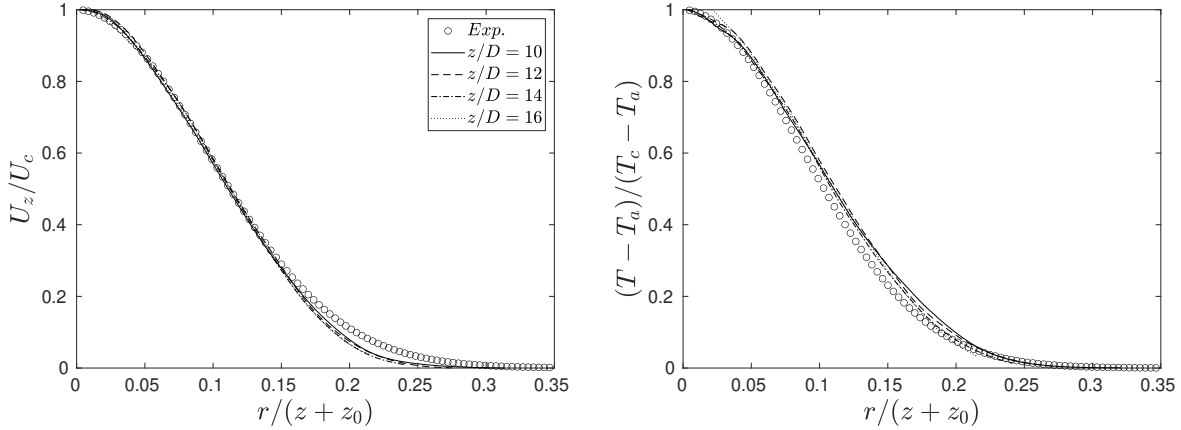 1
0.8
0.6
0.4
0.2
0
U_z/U_c
Exp.
z/D = 10
z/D = 12
z/D = 14
z/D = 16
0 0.05 0.1 0.15 0.2 0.25 0.3 0.35
r/(z + z_0)
1
0.8
0.6
0.4
0.2
0
(T − T_a)/(T_c − T_a)
0 0.05 0.1 0.15 0.2 0.25 0.3 0.35
r/(z + z_0)